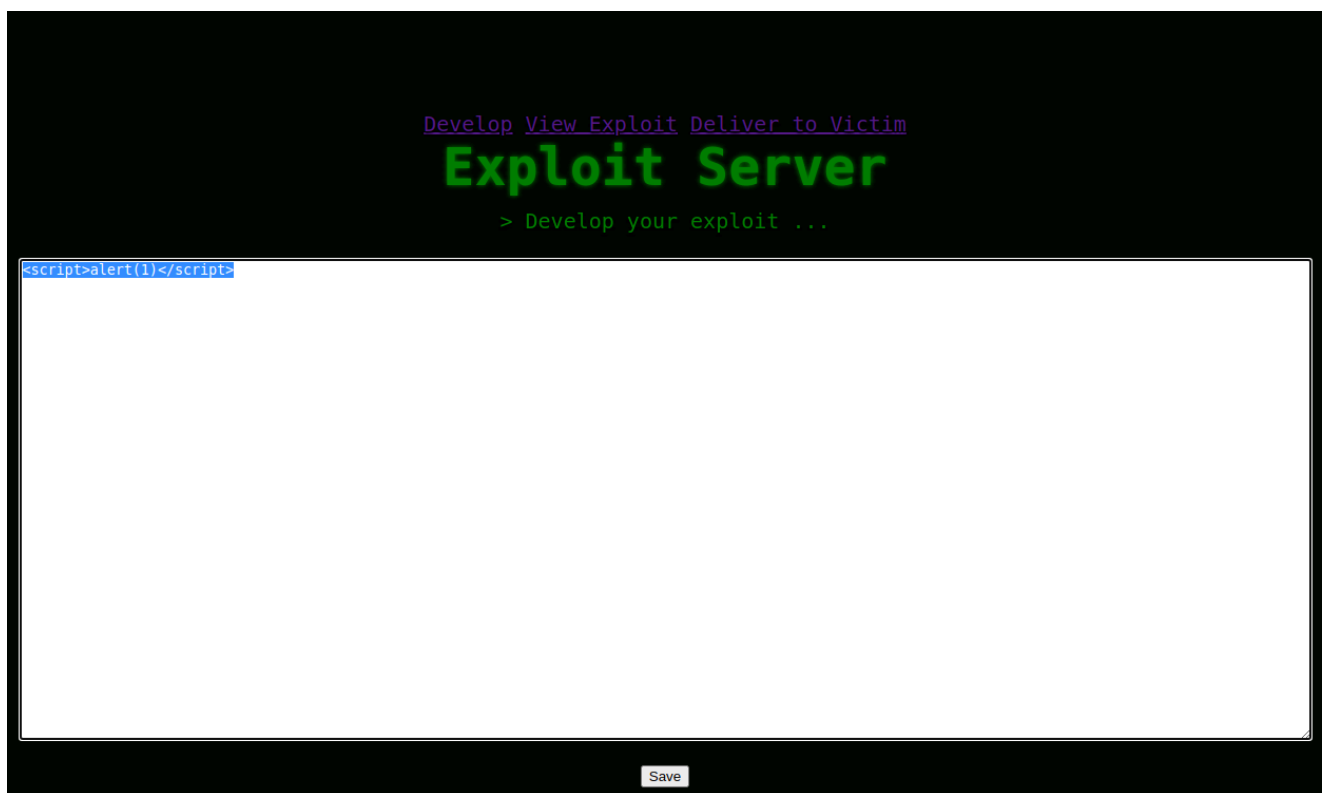 Develop View Exploit Deliver to Victim
Exploit Server
> Develop your exploit ...
<script>alert(1)</script>
Save